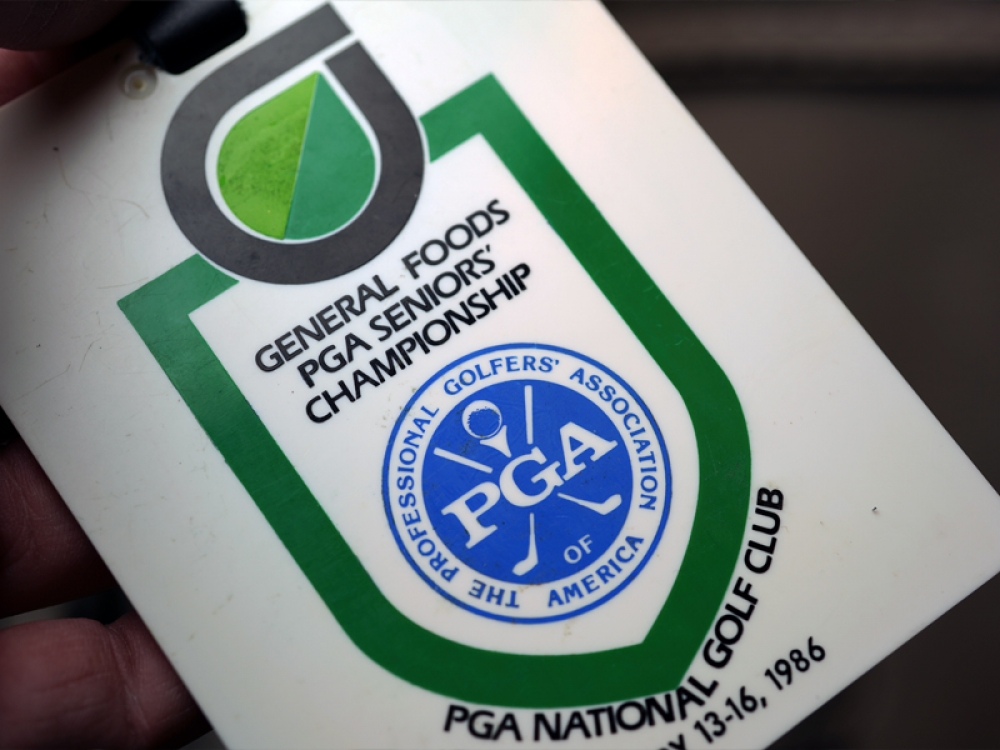 GENERAL FOODS
PGA SENIORS'
CHAMPIONSHIP
THE PROFESSIONAL GOLFERS' ASSOCIATION
PGA
OF
AMERICA
PGA NATIONAL GOLF CLUB
13-16, 1986